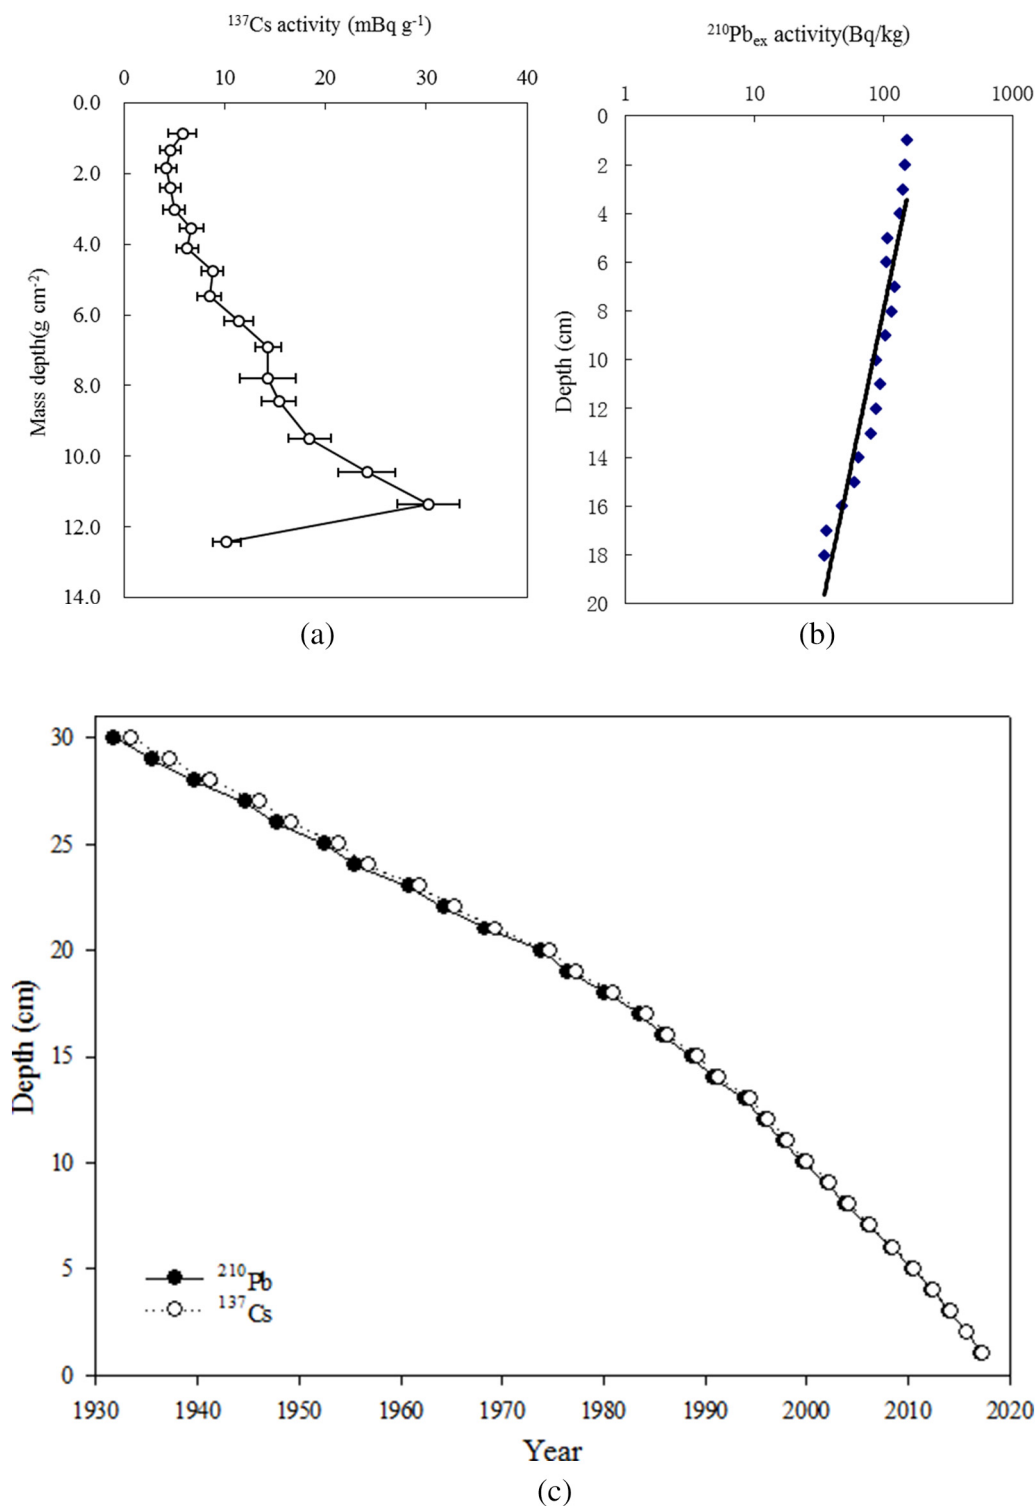 ¹³⁷Cs activity (mBq g⁻¹)
0 10 20 30 40
0.0
2.0
4.0
6.0
8.0
10.0
12.0
14.0
Mass depth(g cm⁻²)
(a)
²¹⁰Pbₑₓ activity(Bq/kg)
1 10 100 1000
0
2
4
6
8
10
12
14
16
18
20
Depth (cm)
(b)
30
25
20
15
10
5
0
Depth (cm)
²¹⁰Pb
¹³⁷Cs
1930 1940 1950 1960 1970 1980 1990 2000 2010 2020
Year
(c)